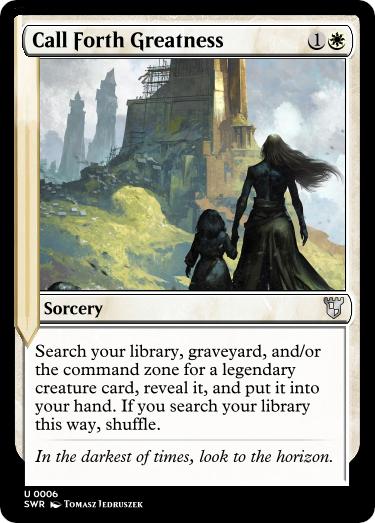 Call Forth Greatness 1
Sorcery
Search your library, graveyard, and/or
the command zone for a legendary
creature card, reveal it, and put it into
your hand. If you search your library
this way, shuffle.
In the darkest of times, look to the horizon.
U 0006
SWR Tomasz Jedruszek